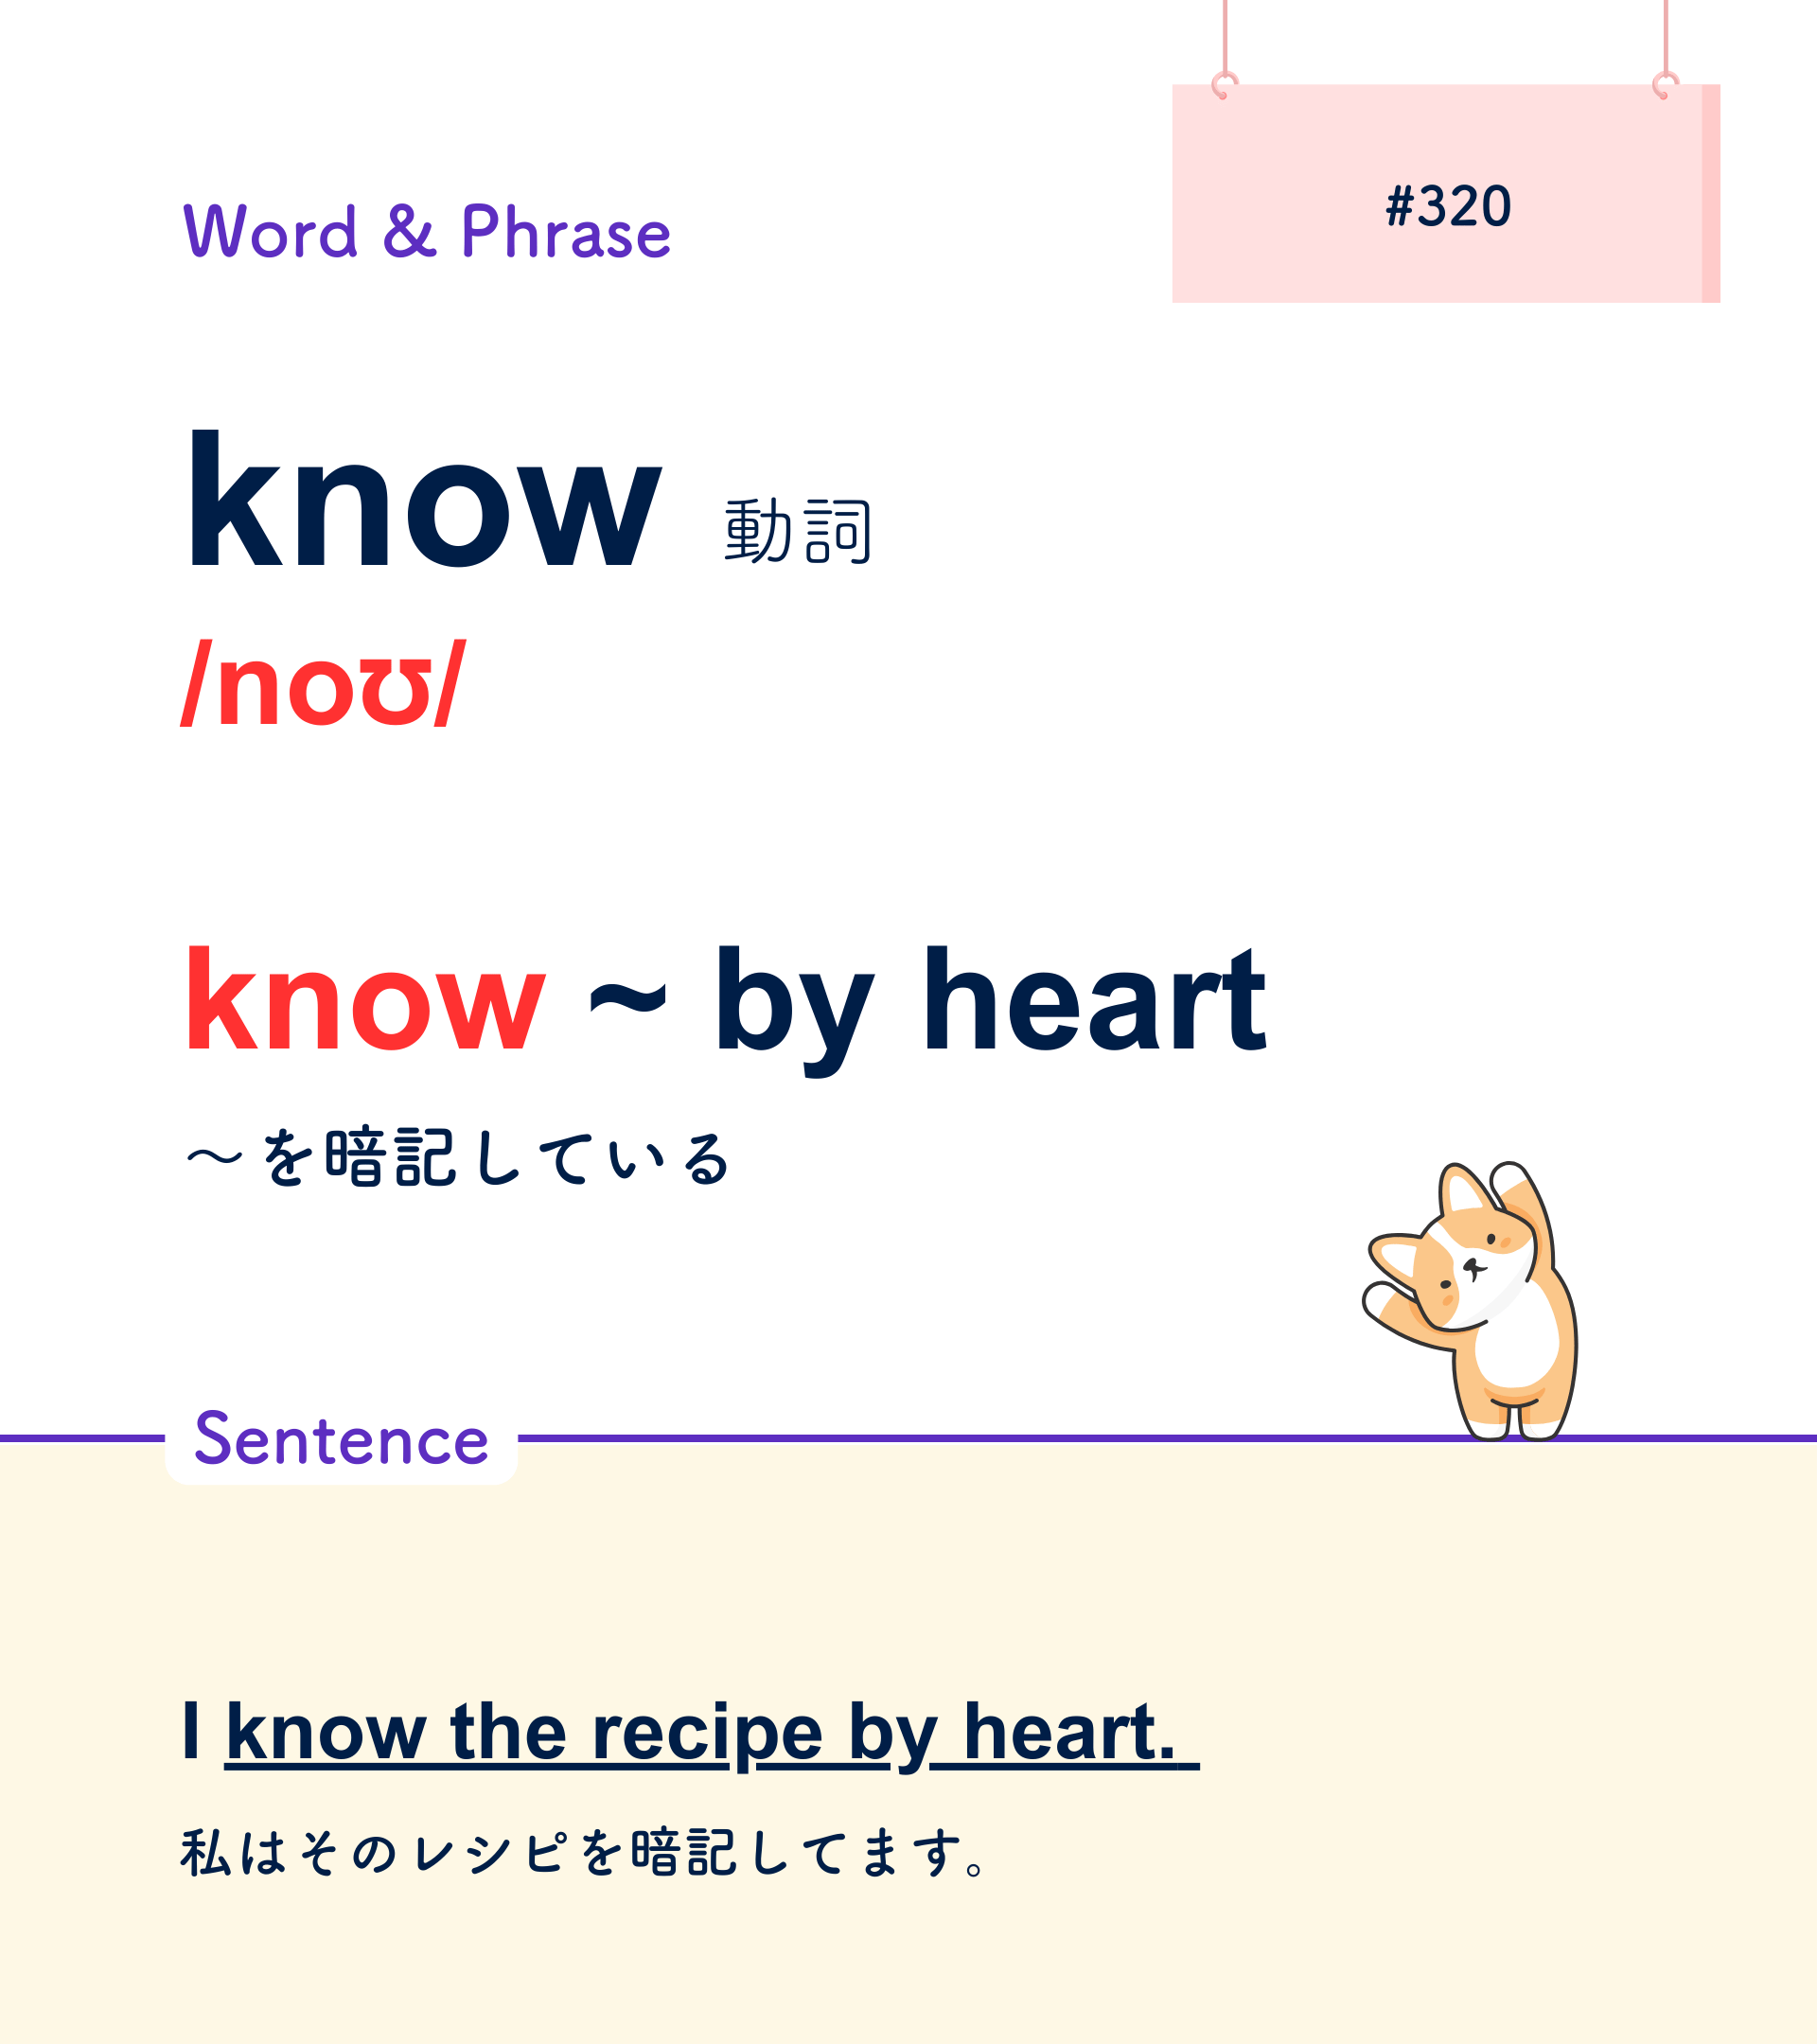 Word & Phrase
#320
know 動詞
/noʊ/
know ~ by heart
〜 を暗記している
Sentence
I know the recipe by heart.
私はそのレシピを暗記してます。